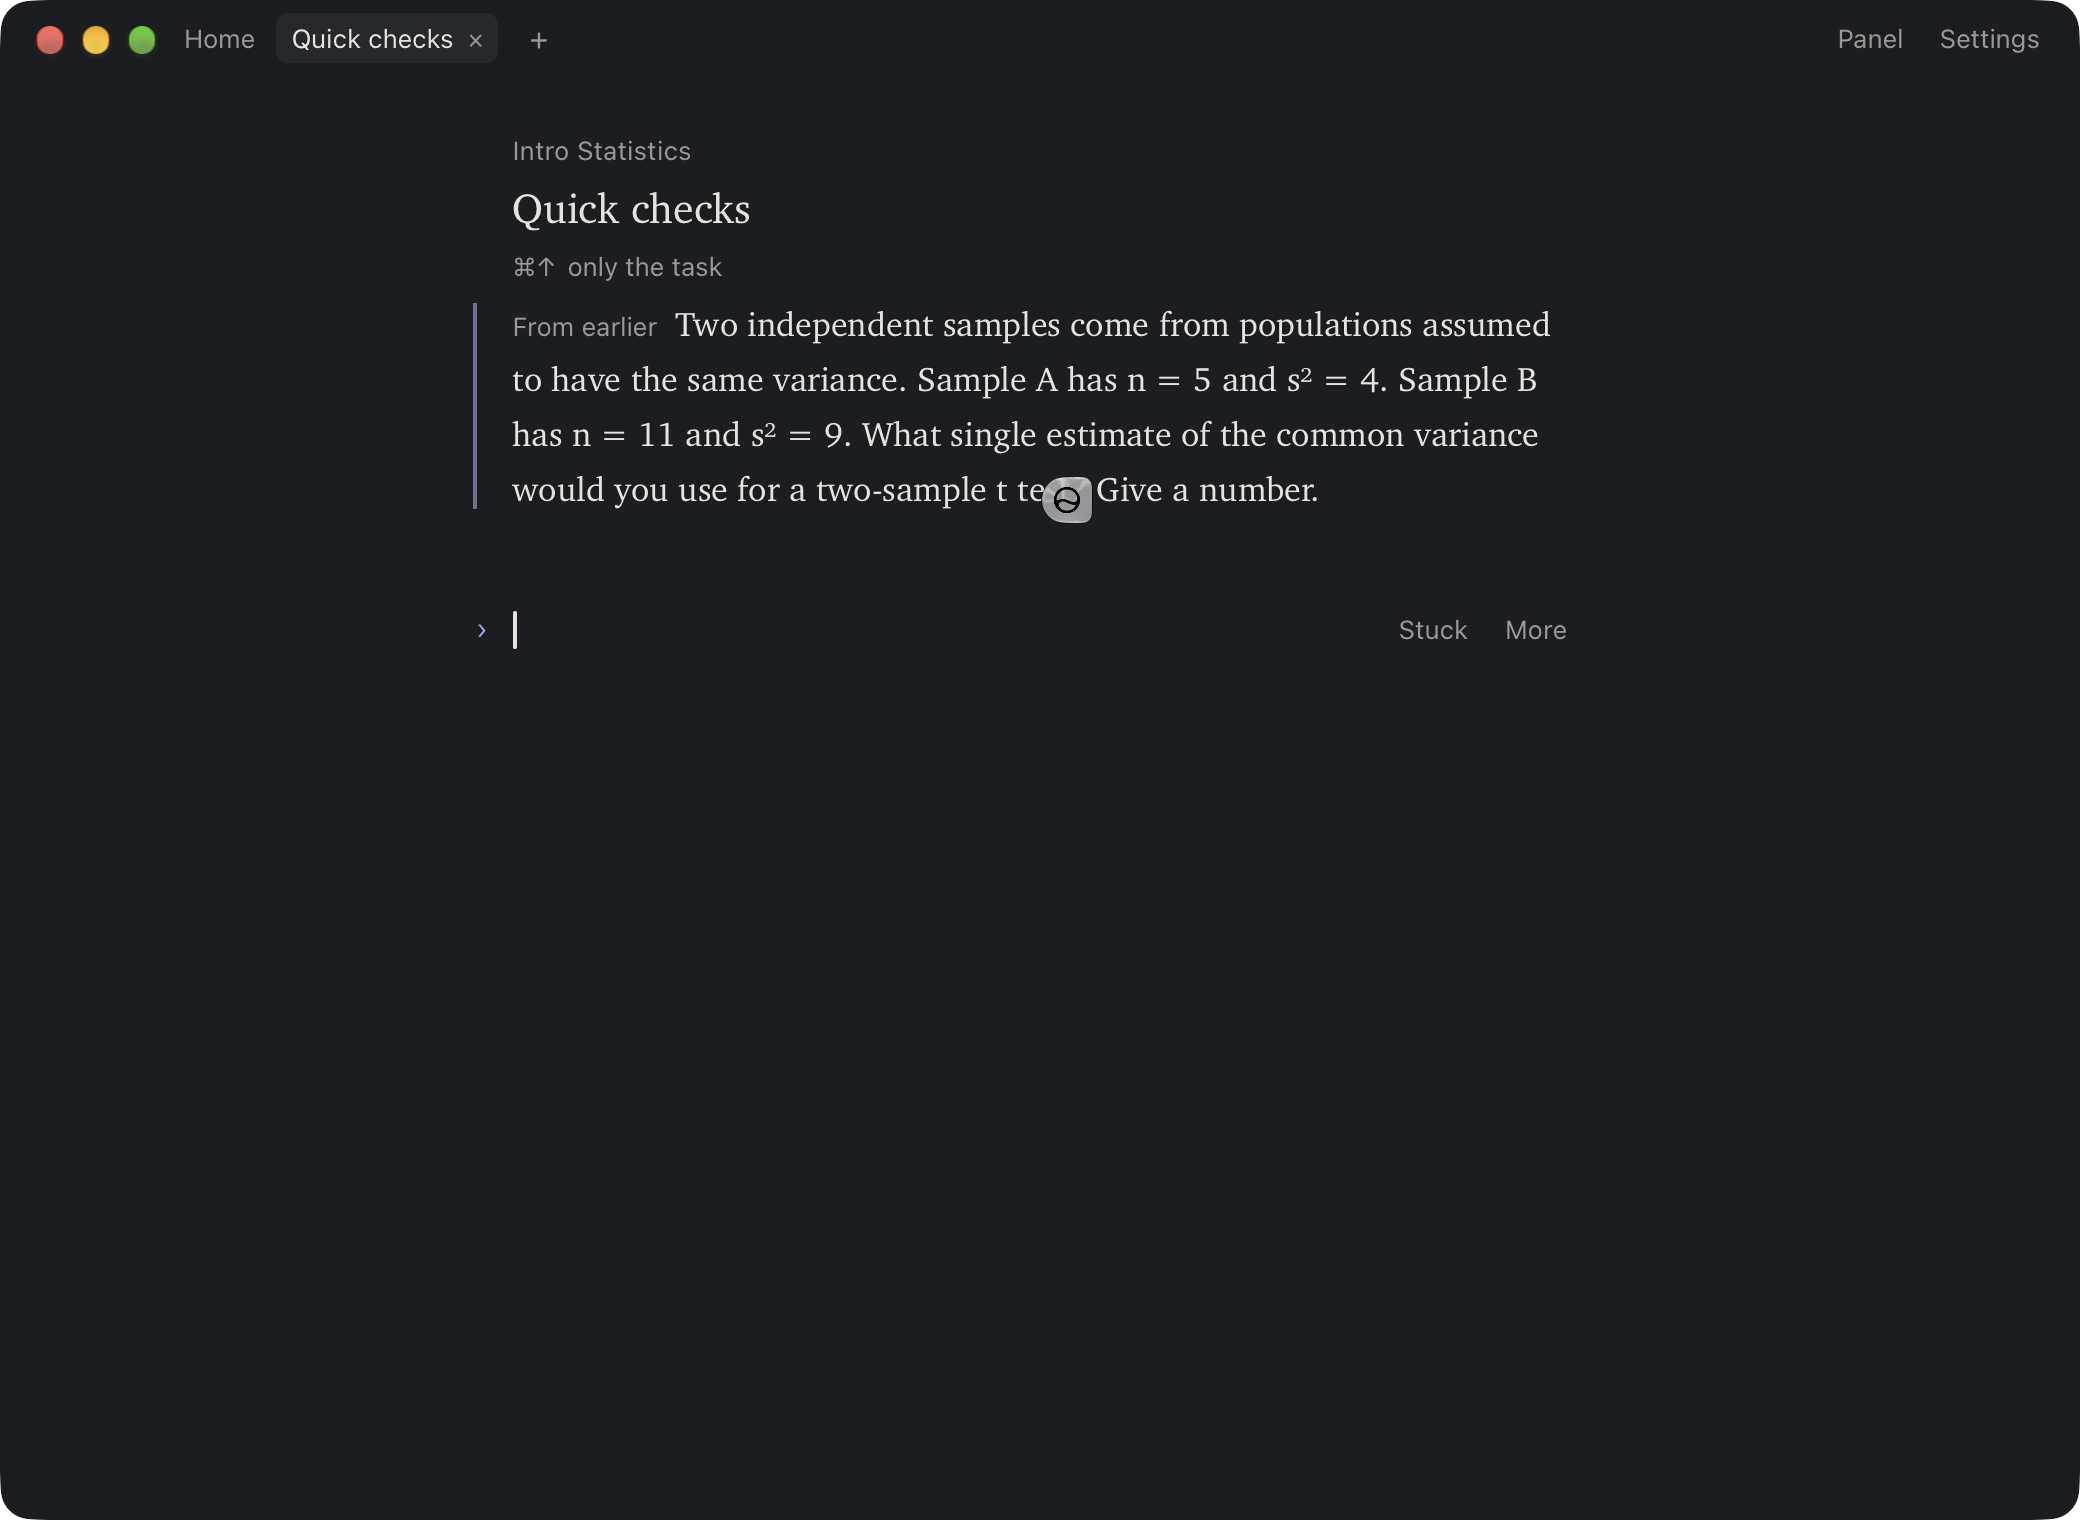 Home Quick checks × + Panel Settings
Intro Statistics
Quick checks
⌘↑ only the task
From earlier Two independent samples come from populations assumed
to have the same variance. Sample A has n = 5 and s² = 4. Sample B
has n = 11 and s² = 9. What single estimate of the common variance
would you use for a two-sample t Give a number.
› Stuck More